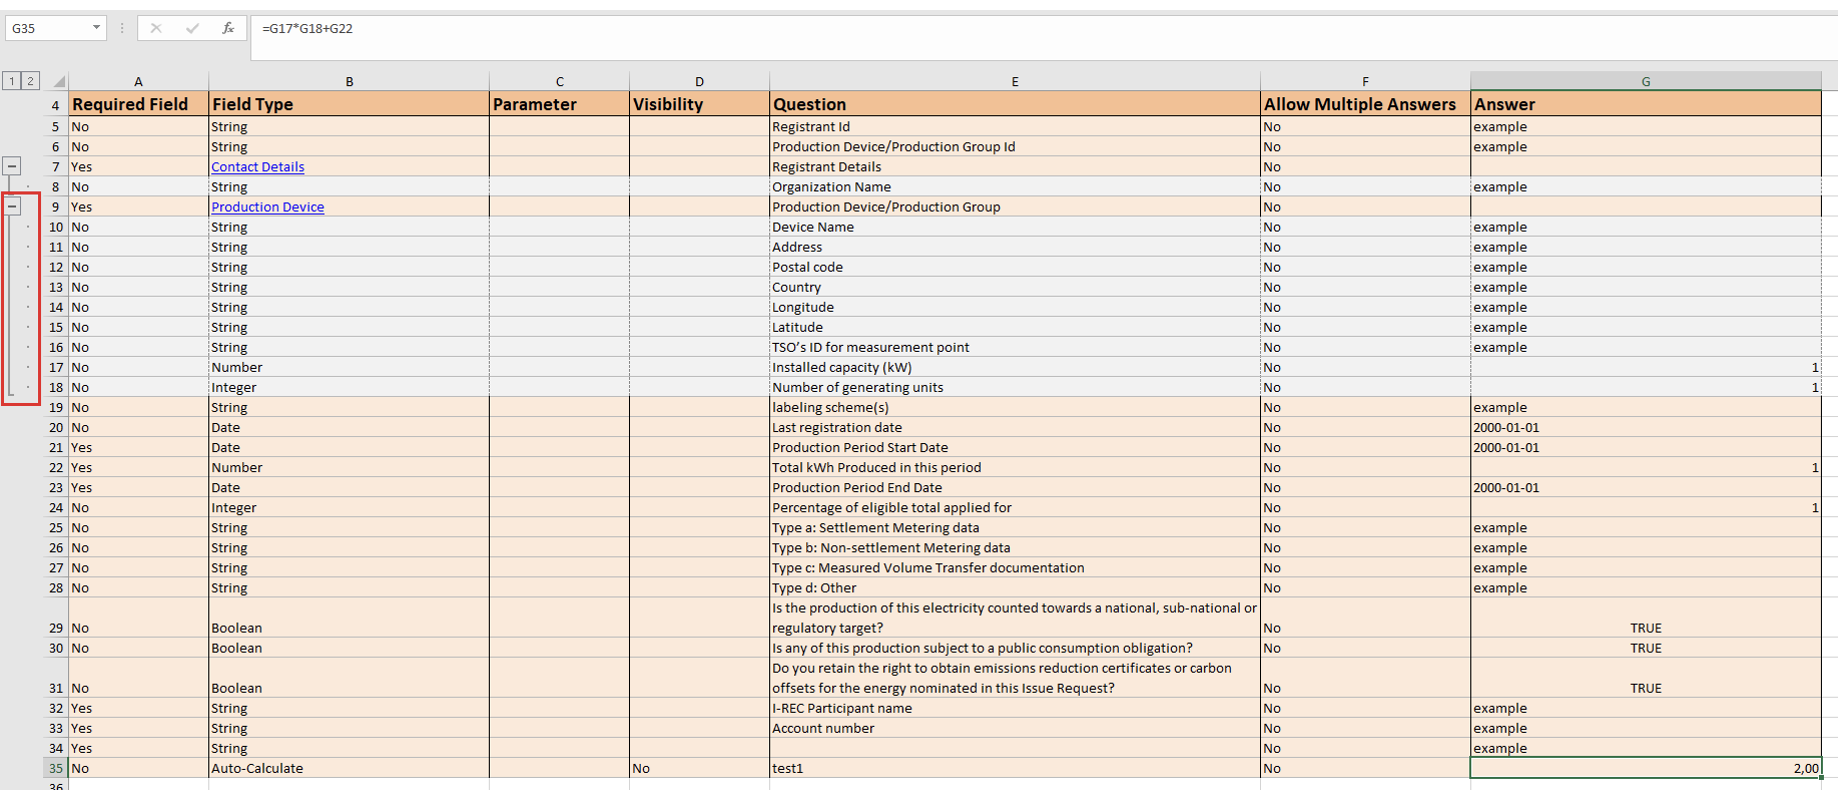 G35 fx =G17*G18+G22
1 2 A B C D E F G
4 Required Field Field Type Parameter Visibility Question Allow Multiple Answers Answer
5 No String Registrant Id No example
6 No String Production Device/Production Group Id No example
7 Yes Contact Details Registrant Details No
8 No String Organization Name No example
9 Yes Production Device Production Device/Production Group No
10 No String Device Name No example
11 No String Address No example
12 No String Postal code No example
13 No String Country No example
14 No String Longitude No example
15 No String Latitude No example
16 No String TSO's ID for measurement point No example
17 No Number Installed capacity (kW) No 1
18 No Integer Number of generating units No 1
19 No String labeling scheme(s) No example
20 No Date Last registration date No 2000-01-01
21 Yes Date Production Period Start Date No 2000-01-01
22 Yes Number Total kWh Produced in this period No 1
23 Yes Date Production Period End Date No 2000-01-01
24 No Integer Percentage of eligible total applied for No 1
25 No String Type a: Settlement Metering data No example
26 No String Type b: Non-settlement Metering data No example
27 No String Type c: Measured Volume Transfer documentation No example
28 No String Type d: Other No example
Is the production of this electricity counted towards a national, sub-national or
29 No Boolean regulatory target? No TRUE
30 No Boolean Is any of this production subject to a public consumption obligation? No TRUE
Do you retain the right to obtain emissions reduction certificates or carbon
31 No Boolean offsets for the energy nominated in this Issue Request? No TRUE
32 Yes String I-REC Participant name No example
33 Yes String Account number No example
34 Yes String No example
35 No Auto-Calculate No test1 No 2,00
36